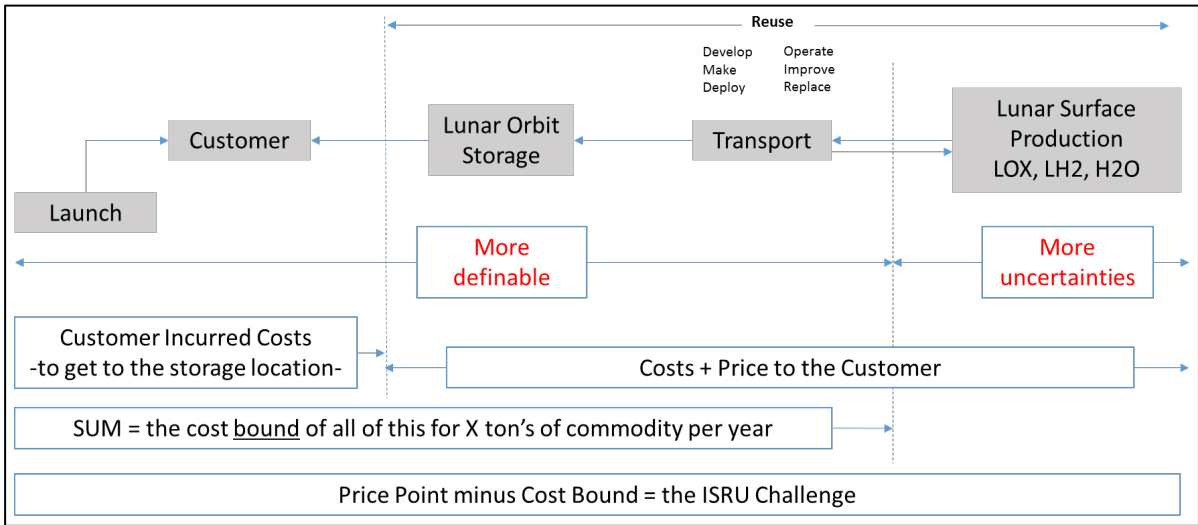 Reuse
Develop
Make
Deploy
Operate
Improve
Replace
Customer
Lunar Orbit
Storage
Transport
Lunar Surface
Production
LOX, LH2, H2O
Launch
More
definable
More
uncertainties
Customer Incurred Costs
-to get to the storage location-
Costs + Price to the Customer
SUM = the cost bound of all of this for X ton's of commodity per year
Price Point minus Cost Bound = the ISRU Challenge